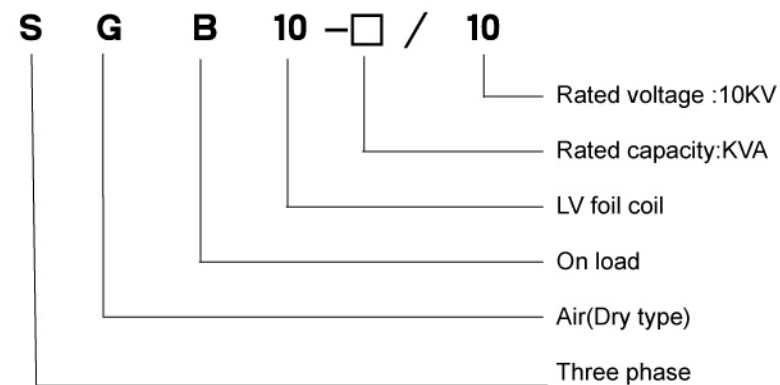 S G B 10 -□ / 10
Rated voltage :10KV
Rated capacity:KVA
LV foil coil
On load
Air(Dry type)
Three phase